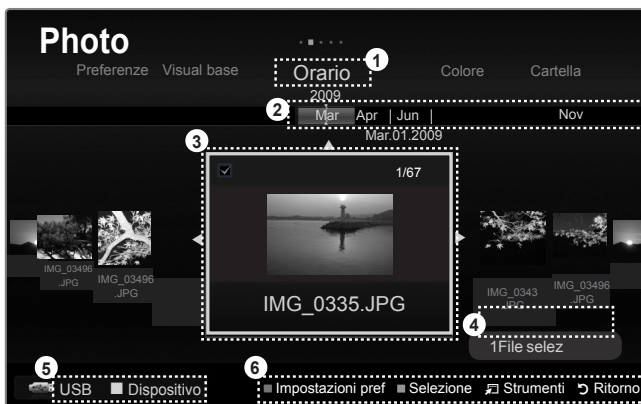 Photo
1
Preferenze Visual base Orario Colore Cartella
2009
2
Mar Apr Jun Nov
Mar.01.2009
3
1/67
IMG_03496
.JPG
IMG_03496
.JPG
IMG_0335.JPG
IMG_0343
.JPG
IMG_03496
.JPG
4
1File selez
5
USB Dispositivo
6
Impostazioni pref Selezione Strumenti Ritorno